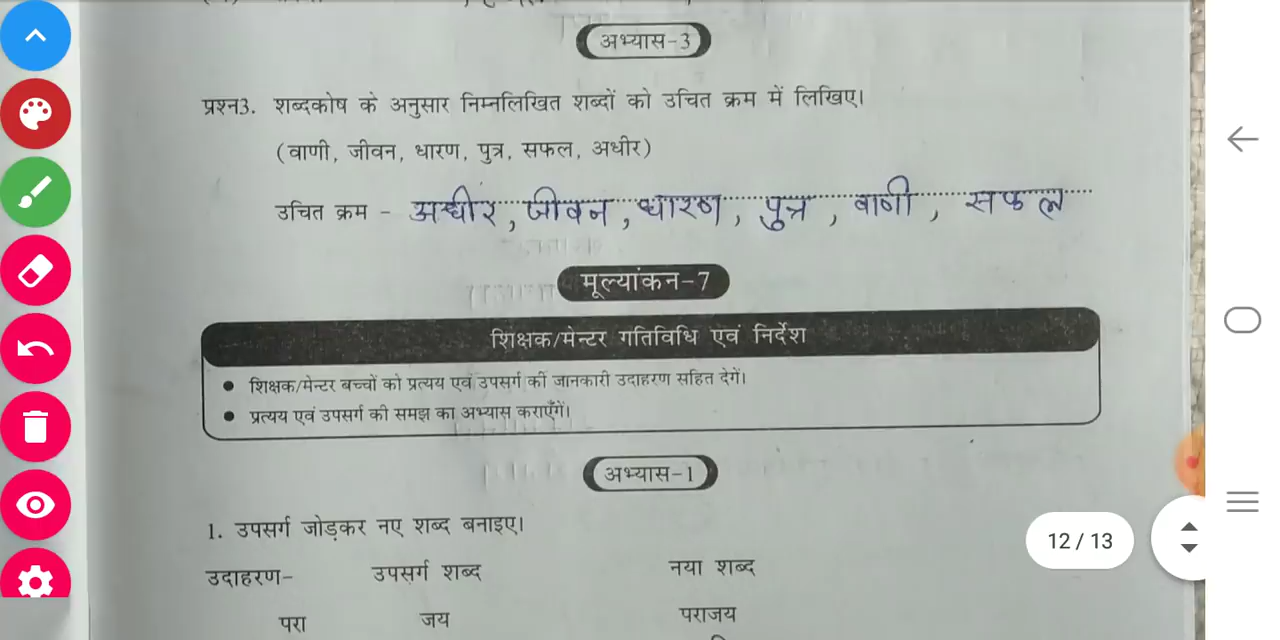 अभ्यास-3
प्रश्न3. शब्दकोष के अनुसार निम्नलिखित शब्दों को उचित क्रम में लिखिए।
(वाणी, जीवन, धारण, पुत्र, सफल, अधीर)
उचित क्रम - अधीर, जीवन, धारण, पुत्र, वाणी, सफल
मूल्यांकन-7
शिक्षक/मेन्टर गतिविधि एवं निर्देश
● शिक्षक/मेन्टर बच्चों को प्रत्यय एवं उपसर्ग की जानकारी उदाहरण सहित देगें।
● प्रत्यय एवं उपसर्ग की समझ का अभ्यास कराएँगें।
अभ्यास-1
1. उपसर्ग जोड़कर नए शब्द बनाइए।
उदाहरण- उपसर्ग शब्द नया शब्द
परा जय पराजय
12 / 13